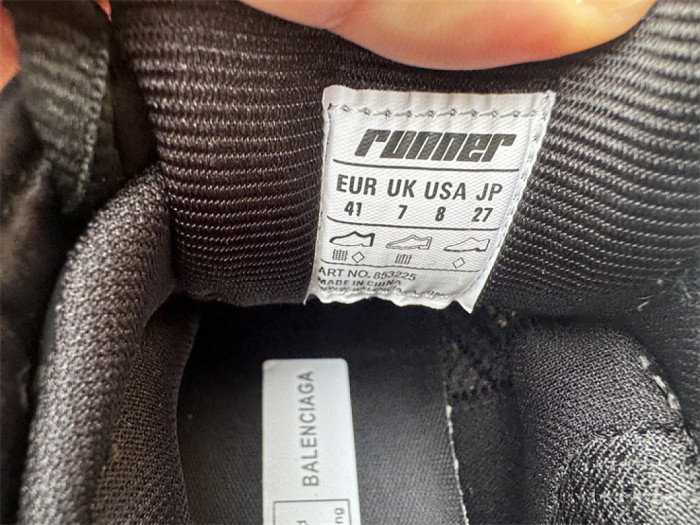 runner
EUR UK USA JP
41 7 8 27
ART NO. 853225
MADE IN CHINA
BALENCIAGA